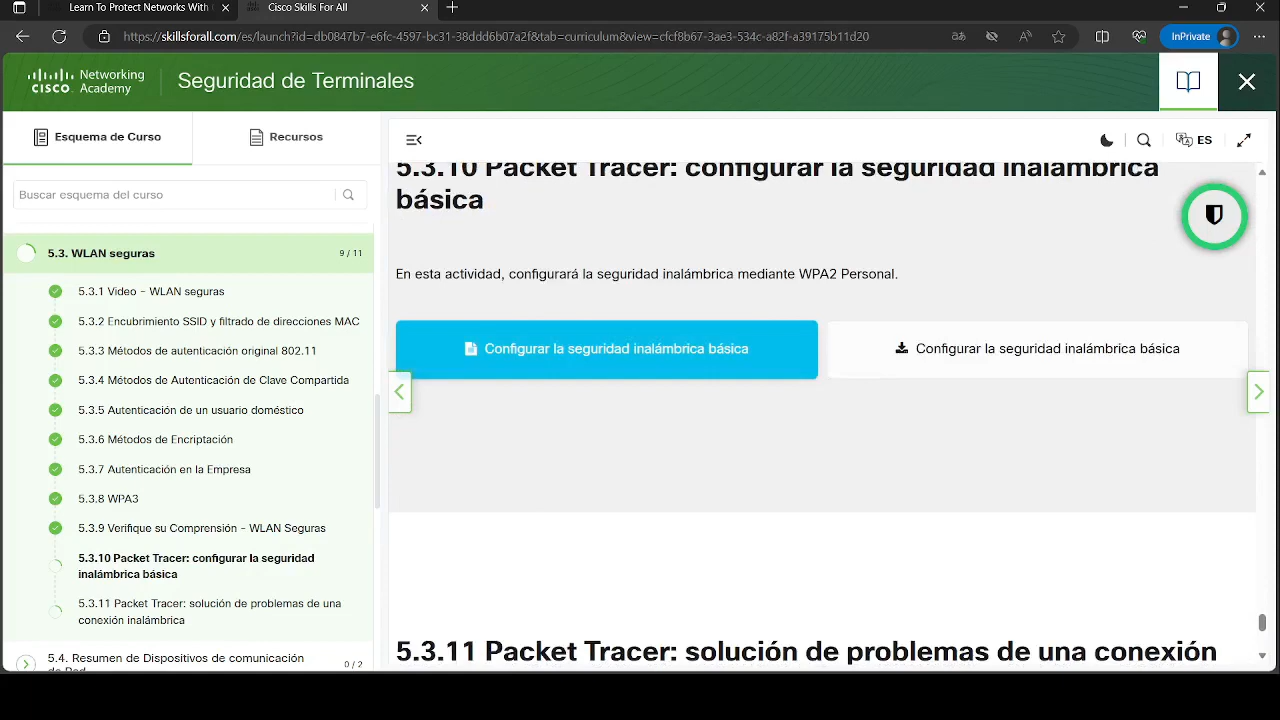 Learn To Protect Networks With
Cisco Skills For All
https://skillsforall.com/es/launch?id=db0847b7-e6fc-4597-bc31-38ddd6b07a2f&tab=curriculum&view=cfcf8b67-3ae3-534c-a82f-a39175b11d20
InPrivate
CISCO
Networking
Academy
Seguridad de Terminales
Esquema de Curso
Recursos
ES
Buscar esquema del curso
5.3. WLAN seguras
9 / 11
5.3.1 Video - WLAN seguras
5.3.2 Encubrimiento SSID y filtrado de direcciones MAC
5.3.3 Métodos de autenticación original 802.11
5.3.4 Métodos de Autenticación de Clave Compartida
5.3.5 Autenticación de un usuario doméstico
5.3.6 Métodos de Encriptación
5.3.7 Autenticación en la Empresa
5.3.8 WPA3
5.3.9 Verifique su Comprensión - WLAN Seguras
5.3.10 Packet Tracer: configurar la seguridad
inalámbrica básica
5.3.11 Packet Tracer: solución de problemas de una
conexión inalámbrica
5.4. Resumen de Dispositivos de comunicación
de Red
0 / 2
5.3.10 Packet Tracer: configurar la seguridad inalámbrica
básica
En esta actividad, configurará la seguridad inalámbrica mediante WPA2 Personal.
Configurar la seguridad inalámbrica básica
Configurar la seguridad inalámbrica básica
5.3.11 Packet Tracer: solución de problemas de una conexión